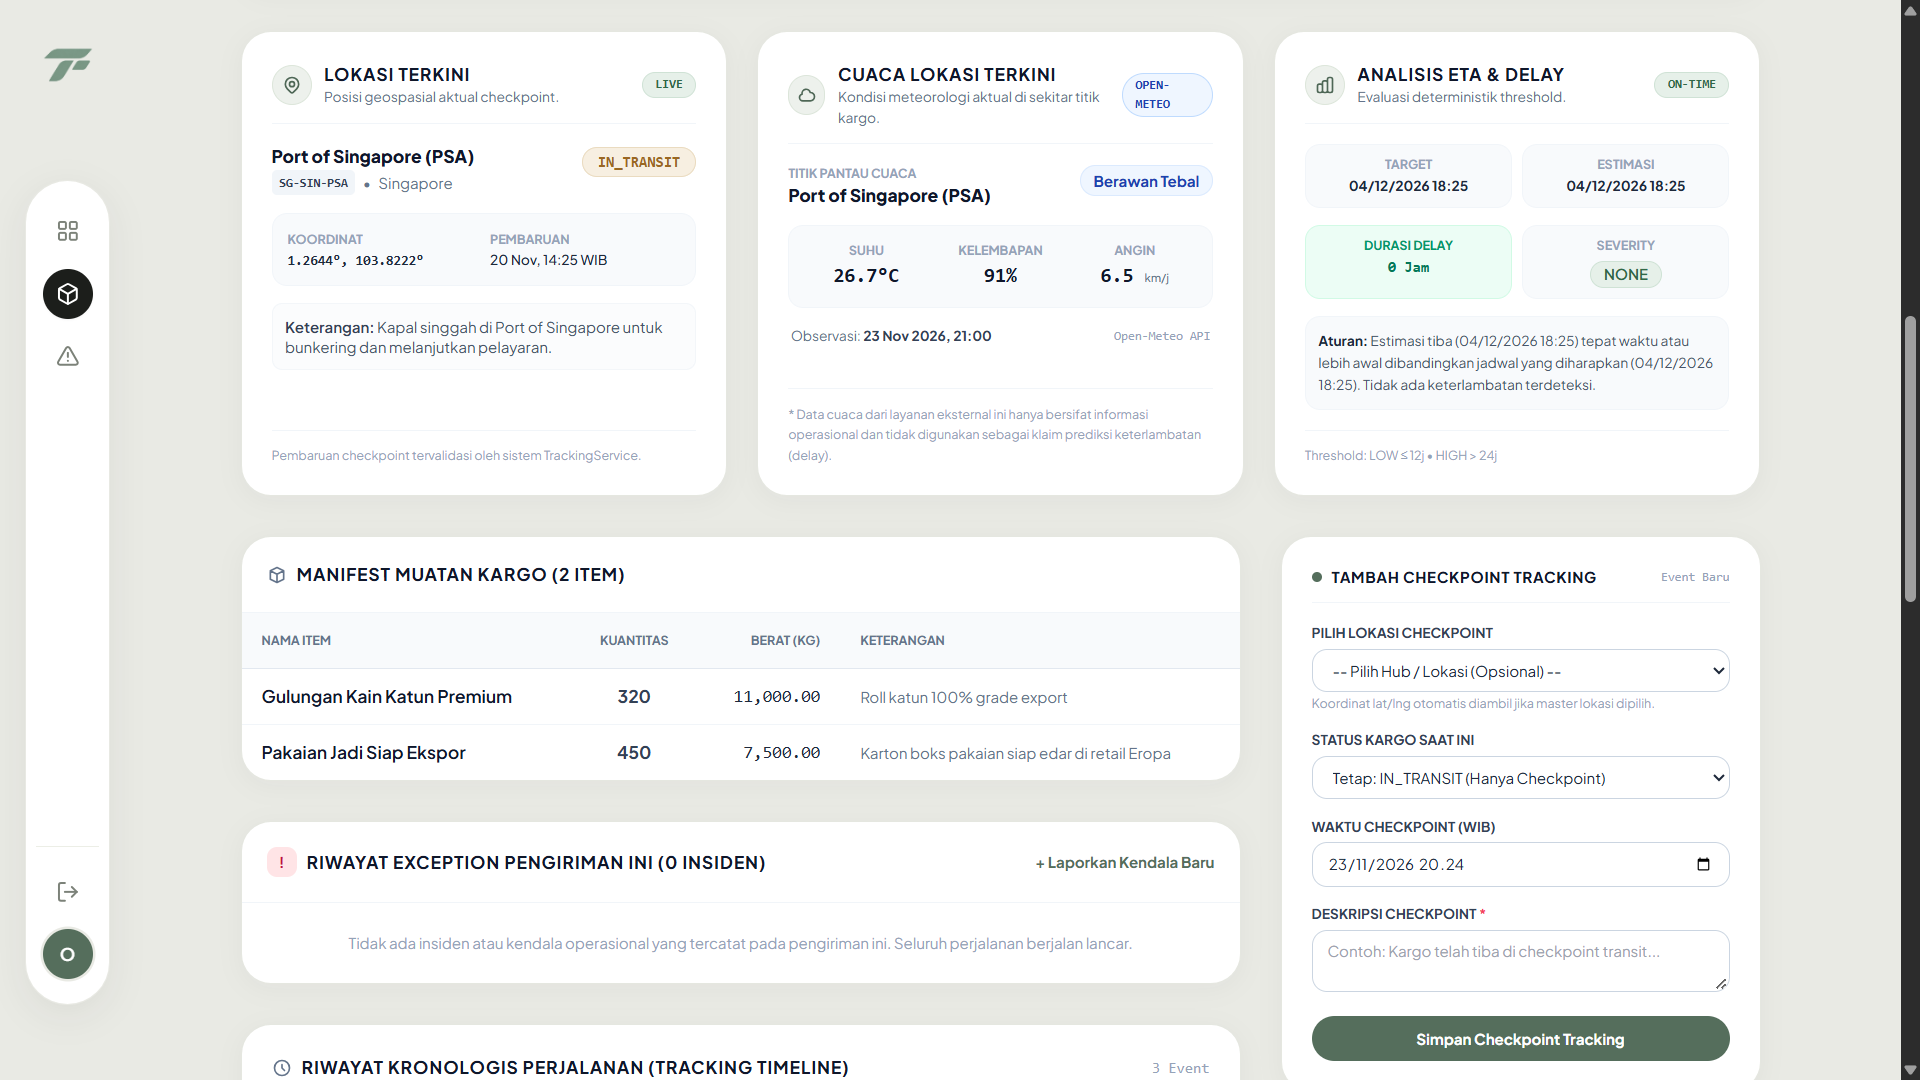 LOKASI TERKINI
Posisi geospasial aktual checkpoint.
LIVE
Port of Singapore (PSA)
SG-SIN-PSA • Singapore
IN_TRANSIT
KOORDINAT
1.2644°, 103.8222°
PEMBARUAN
20 Nov, 14:25 WIB
Keterangan: Kapal singgah di Port of Singapore untuk
bunkering dan melanjutkan pelayaran.
Pembaruan checkpoint tervalidasi oleh sistem TrackingService.
CUACA LOKASI TERKINI
Kondisi meteorologi aktual di sekitar titik
kargo.
OPEN-
METEO
TITIK PANTAU CUACA
Port of Singapore (PSA)
Berawan Tebal
SUHU
26.7°C
KELEMBAPAN
91%
ANGIN
6.5 km/j
Observasi: 23 Nov 2026, 21:00
Open-Meteo API
* Data cuaca dari layanan eksternal ini hanya bersifat informasi
operasional dan tidak digunakan sebagai klaim prediksi keterlambatan
(delay).
ANALISIS ETA & DELAY
Evaluasi deterministik threshold.
ON-TIME
TARGET
04/12/2026 18:25
ESTIMASI
04/12/2026 18:25
DURASI DELAY
0 Jam
SEVERITY
NONE
Aturan: Estimasi tiba (04/12/2026 18:25) tepat waktu atau
lebih awal dibandingkan jadwal yang diharapkan (04/12/2026
18:25). Tidak ada keterlambatan terdeteksi.
Threshold: LOW ≤ 12j • HIGH > 24j
MANIFEST MUATAN KARGO (2 ITEM)
NAMA ITEM KUANTITAS BERAT (KG) KETERANGAN
Gulungan Kain Katun Premium 320 11,000.00 Roll katun 100% grade export
Pakaian Jadi Siap Ekspor 450 7,500.00 Karton boks pakaian siap edar di retail Eropa
! RIWAYAT EXCEPTION PENGIRIMAN INI (0 INSIDEN)
+ Laporkan Kendala Baru
Tidak ada insiden atau kendala operasional yang tercatat pada pengiriman ini. Seluruh perjalanan berjalan lancar.
RIWAYAT KRONOLOGIS PERJALANAN (TRACKING TIMELINE)
3 Event
TAMBAH CHECKPOINT TRACKING
Event Baru
PILIH LOKASI CHECKPOINT
-- Pilih Hub / Lokasi (Opsional) --
Koordinat lat/lng otomatis diambil jika master lokasi dipilih.
STATUS KARGO SAAT INI
Tetap: IN_TRANSIT (Hanya Checkpoint)
WAKTU CHECKPOINT (WIB)
23/11/2026 20.24
DESKRIPSI CHECKPOINT *
Contoh: Kargo telah tiba di checkpoint transit...
Simpan Checkpoint Tracking
O